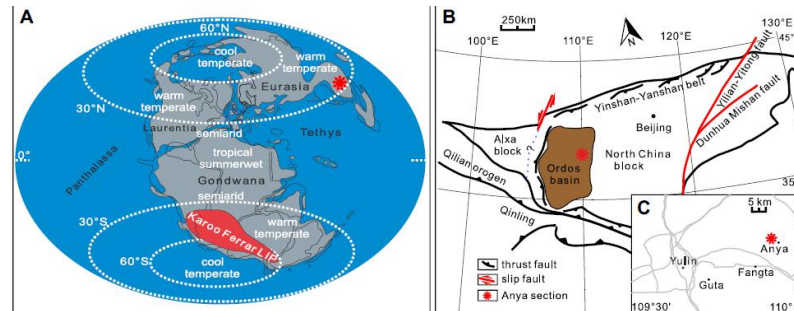 A
60°N
cool
temperate
warm
temperate
Eurasia
30°N
warm
temperate
Laurentia
semiarid
Tethys
0°
tropical
summerwet
Panthalassa
Gondwana
semiarid
30°S
Karoo Ferrar LIP
warm
temperate
60°S
cool
temperate
B
250km
N
100°E
110°E
120°E
130°E
Yinshan-Yanshan belt
Yilian-Yitong fault
Dunhua Mishan fault
Beijing
Alxa
block
?
Ordos
basin
North China
block
Qilian orogen
Qinling
35
thrust fault
slip fault
Anya section
C
5 km
Anya
Yulin
Fangta
Guta
109°30'
110°